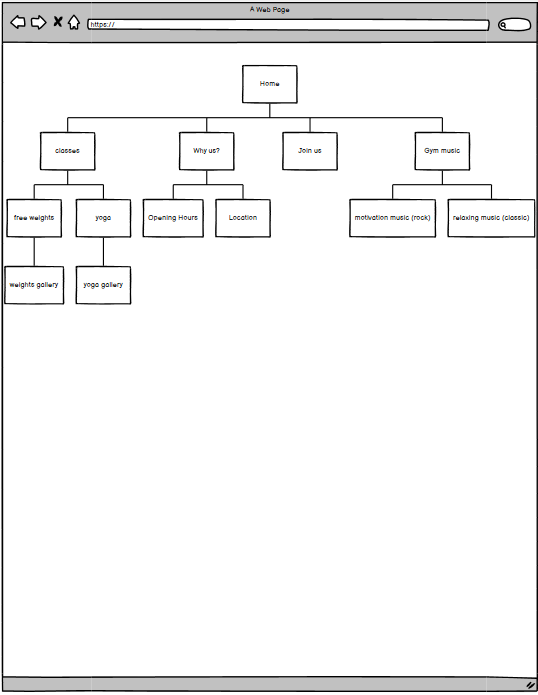 A Web Page
https://
Home
classes
Why us?
Join us
Gym music
free weights
yoga
Opening Hours
Location
motivation music (rock)
relaxing music (classic)
weights gallery
yoga gallery